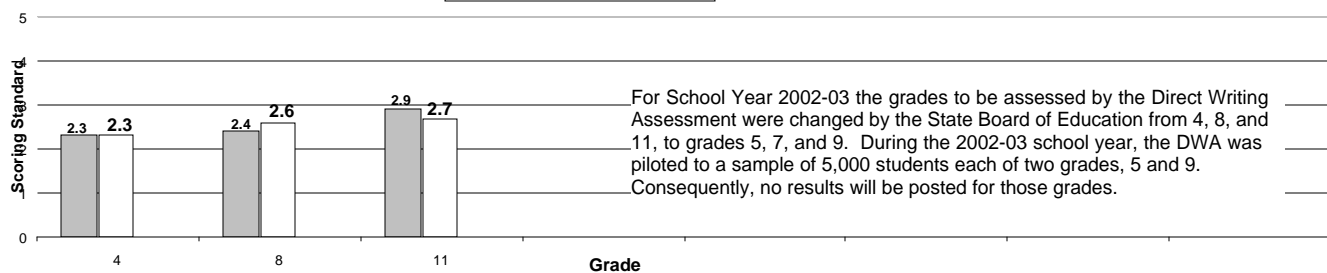 5
4
3
2
1
0
Scoring Standard
2.3
2.3
2.4
2.6
2.9
2.7
4
8
11
Grade
For School Year 2002-03 the grades to be assessed by the Direct Writing
Assessment were changed by the State Board of Education from 4, 8, and
11, to grades 5, 7, and 9. During the 2002-03 school year, the DWA was
piloted to a sample of 5,000 students each of two grades, 5 and 9.
Consequently, no results will be posted for those grades.